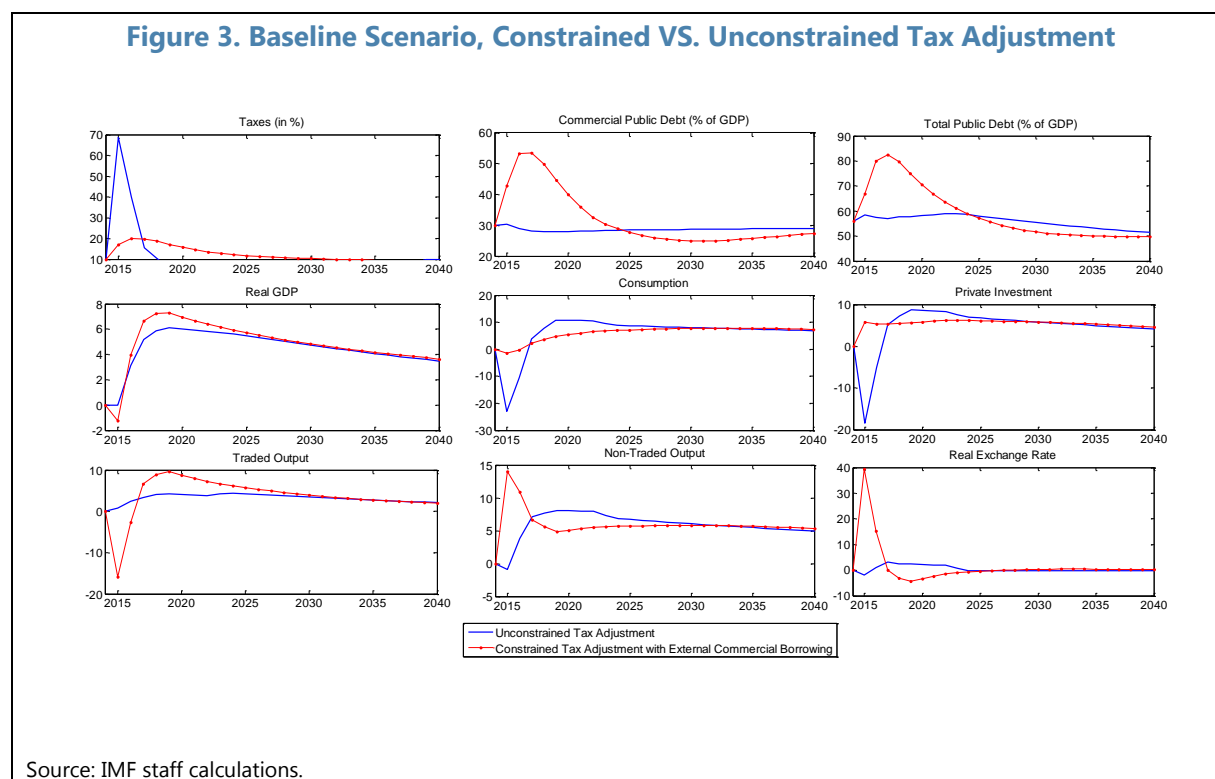 Figure 3. Baseline Scenario, Constrained VS. Unconstrained Tax Adjustment
Taxes (in %)
70
60
50
40
30
20
10
2015 2020 2025 2030 2035 2040
Commercial Public Debt (% of GDP)
60
50
40
30
20
2015 2020 2025 2030 2035 2040
Total Public Debt (% of GDP)
90
80
70
60
50
40
2015 2020 2025 2030 2035 2040
Real GDP
8
6
4
2
0
-2
2015 2020 2025 2030 2035 2040
Consumption
20
10
0
-10
-20
-30
2015 2020 2025 2030 2035 2040
Private Investment
10
0
-10
-20
2015 2020 2025 2030 2035 2040
Traded Output
10
0
-10
-20
2015 2020 2025 2030 2035 2040
Non-Traded Output
15
10
5
0
-5
2015 2020 2025 2030 2035 2040
Real Exchange Rate
40
30
20
10
0
-10
2015 2020 2025 2030 2035 2040
Unconstrained Tax Adjustment
Constrained Tax Adjustment with External Commercial Borrowing
Source: IMF staff calculations.